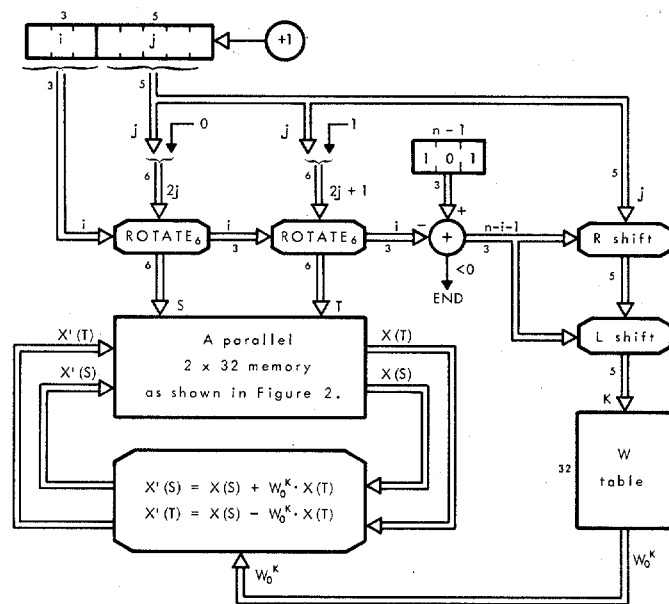 3 5
i j +1
3 5
j 0 j 1 n - 1
1 0 1
6 6 3 5 j
2j 2j + 1 +
i ROTATE₆ i ROTATE₆ i − + n-i-1 R shift
3 3 3
6 6 <0 5
S T END
L shift
X'(T) A parallel X(T)
2 x 32 memory
X'(S) as shown in Figure 2. X(S)
5
K
X'(S) = X(S) + W₀ᴷ · X(T)
X'(T) = X(S) − W₀ᴷ · X(T)
32 W
table
W₀ᴷ W₀ᴷ